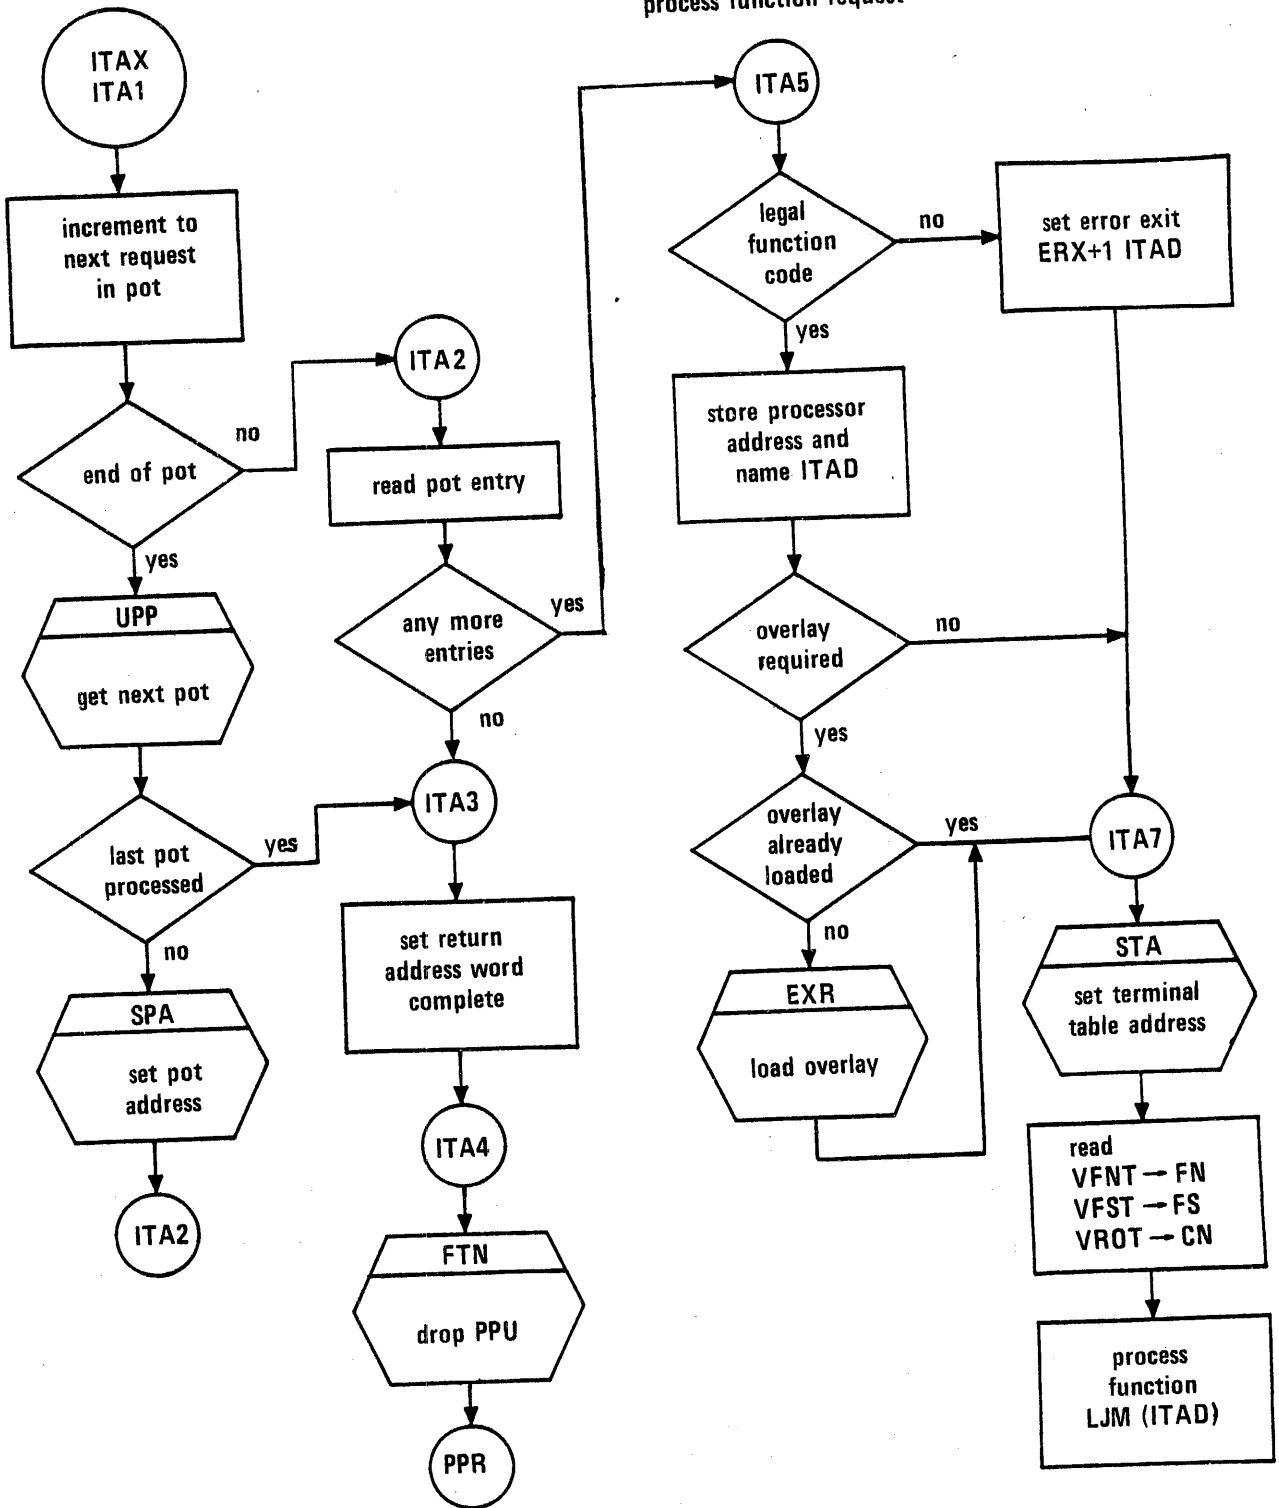 process function request
ITAX
ITA1
increment to
next request
in pot
end of pot
no
yes
UPP
get next pot
last pot
processed
yes
no
SPA
set pot
address
ITA2
ITA2
read pot entry
any more
entries
yes
no
ITA3
set return
address word
complete
ITA4
FTN
drop PPU
PPR
ITA5
legal
function
code
no
set error exit
ERX+1 ITAD
yes
store processor
address and
name ITAD
overlay
required
no
yes
overlay
already
loaded
yes
no
EXR
load overlay
ITA7
STA
set terminal
table address
read
VFNT → FN
VFST → FS
VROT → CN
process
function
LJM (ITAD)